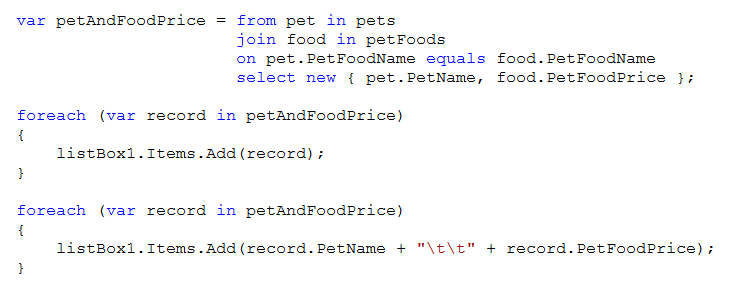 var petAndFoodPrice = from pet in pets
                      join food in petFoods
                      on pet.PetFoodName equals food.PetFoodName
                      select new { pet.PetName, food.PetFoodPrice };

foreach (var record in petAndFoodPrice)
{
    listBox1.Items.Add(record);
}

foreach (var record in petAndFoodPrice)
{
    listBox1.Items.Add(record.PetName + "\t\t" + record.PetFoodPrice);
}